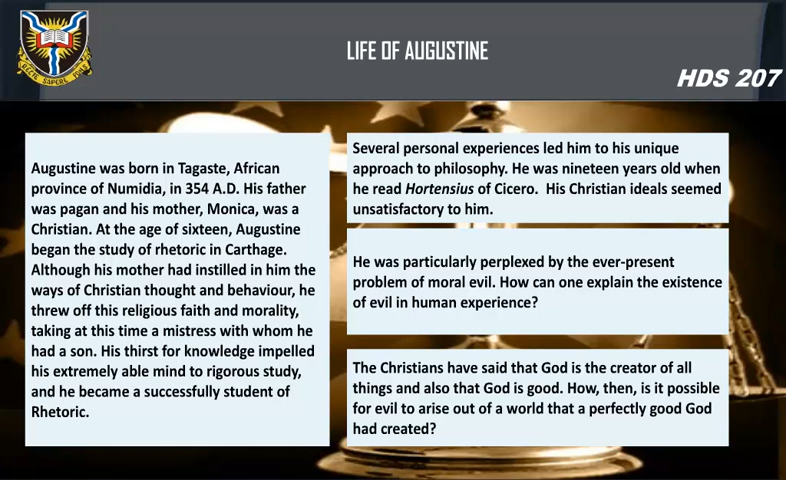 LIFE OF AUGUSTINE
HDS 207
RECTE SAPERE FONS
Augustine was born in Tagaste, African
province of Numidia, in 354 A.D. His father
was pagan and his mother, Monica, was a
Christian. At the age of sixteen, Augustine
began the study of rhetoric in Carthage.
Although his mother had instilled in him the
ways of Christian thought and behaviour, he
threw off this religious faith and morality,
taking at this time a mistress with whom he
had a son. His thirst for knowledge impelled
his extremely able mind to rigorous study,
and he became a successfully student of
Rhetoric.
Several personal experiences led him to his unique
approach to philosophy. He was nineteen years old when
he read Hortensius of Cicero. His Christian ideals seemed
unsatisfactory to him.
He was particularly perplexed by the ever-present
problem of moral evil. How can one explain the existence
of evil in human experience?
The Christians have said that God is the creator of all
things and also that God is good. How, then, is it possible
for evil to arise out of a world that a perfectly good God
had created?